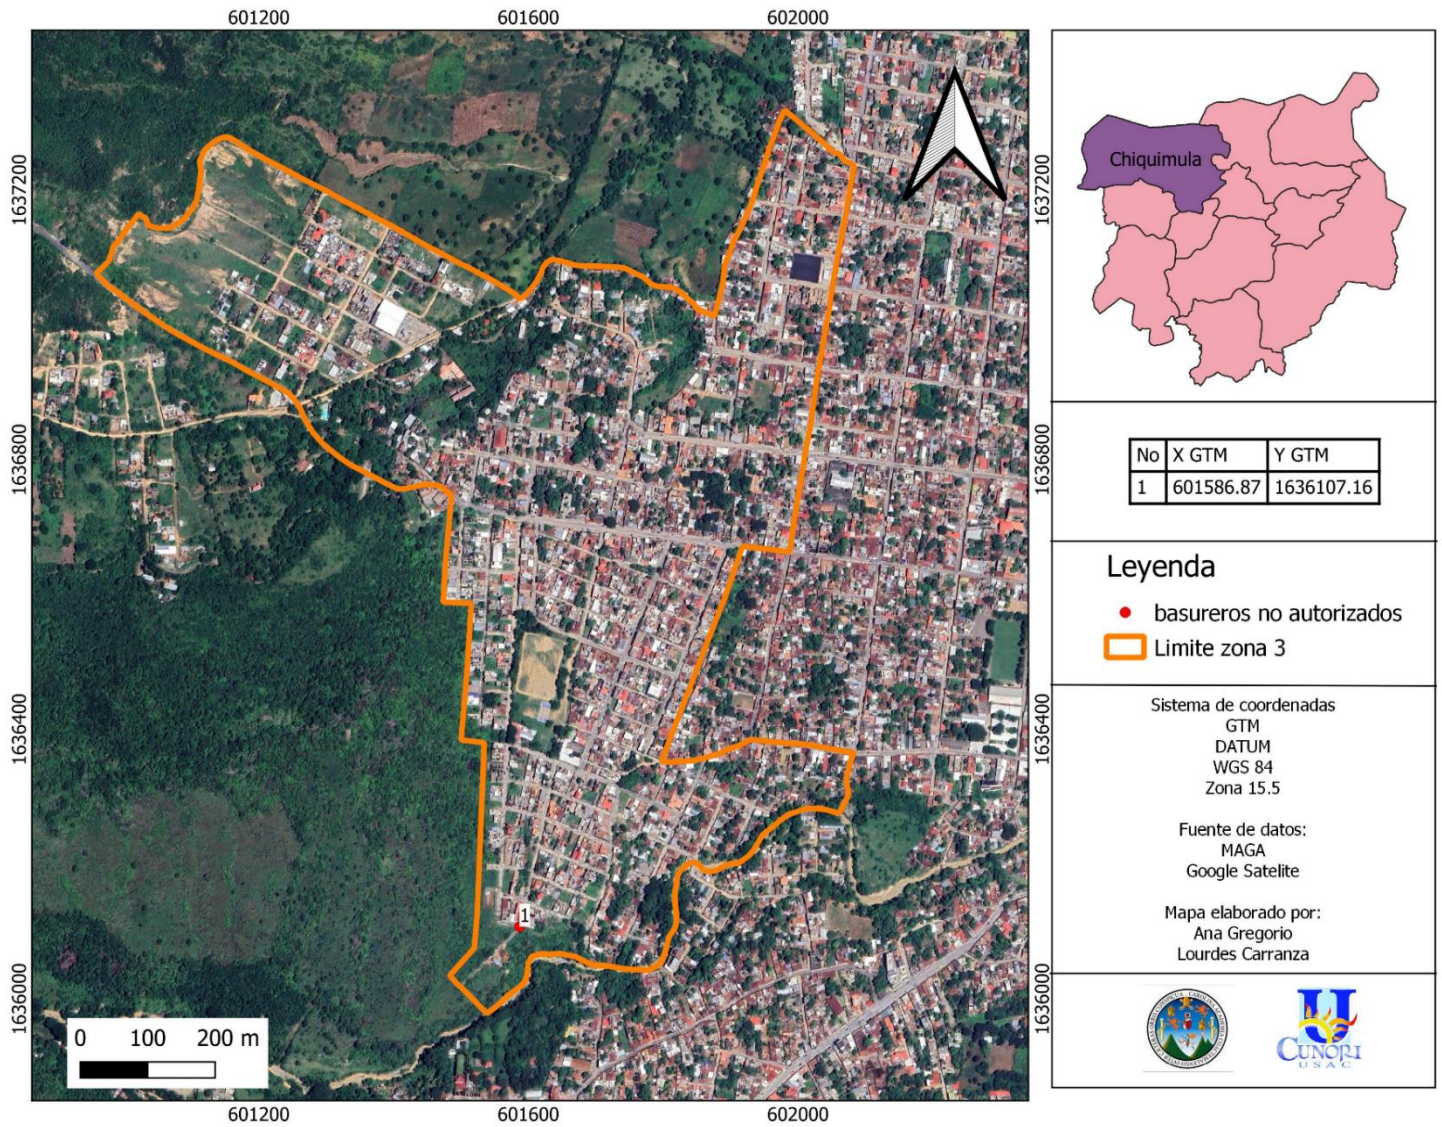 601200
601600
602000
1637200
1637200
1636800
1636800
1636400
1636400
1636000
1636000
1
0 100 200 m
601200
601600
602000
Chiquimula
No X GTM Y GTM
1 601586.87 1636107.16
Leyenda
basureros no autorizados
Limite zona 3
Sistema de coordenadas
GTM
DATUM
WGS 84
Zona 15.5
Fuente de datos:
MAGA
Google Satelite
Mapa elaborado por:
Ana Gregorio
Lourdes Carranza
CUNORI
USAC